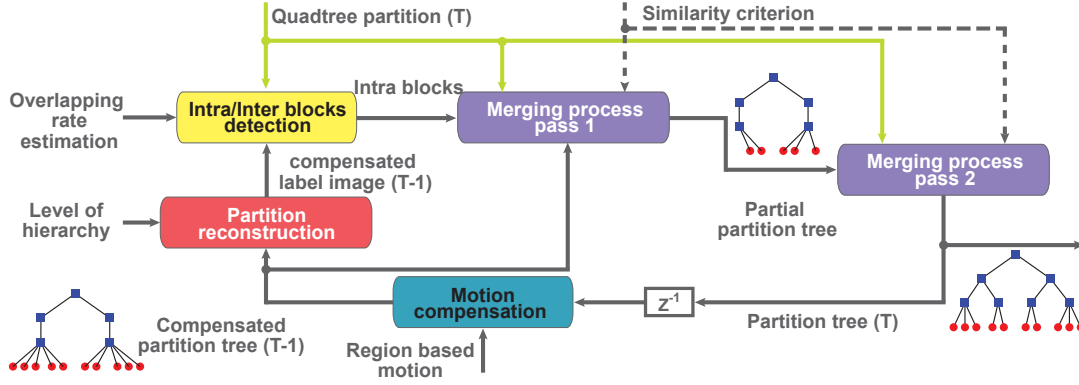 Quadtree partition (T)
Similarity criterion
Overlapping
rate
estimation
Intra/Inter blocks
detection
Intra blocks
Merging process
pass 1
Merging process
pass 2
compensated
label image (T-1)
Level of
hierarchy
Partition
reconstruction
Partial
partition tree
Motion
compensation
Z-1
Partition tree (T)
Compensated
partition tree (T-1)
Region based
motion